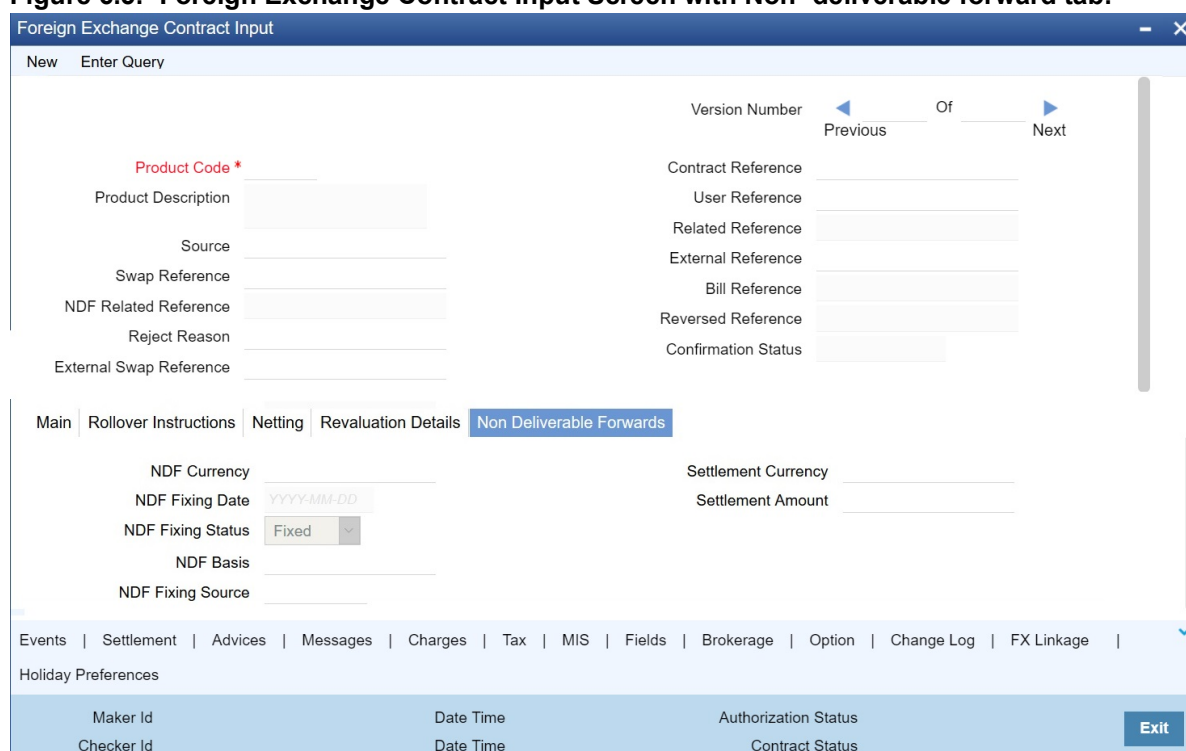 Figure 6.6: Foreign Exchange Contract Input Screen with Non- deliverable forward tab.
Foreign Exchange Contract Input
New Enter Query
Version Number Of
Previous Next
Product Code *
Product Description
Source
Swap Reference
NDF Related Reference
Reject Reason
External Swap Reference
Contract Reference
User Reference
Related Reference
External Reference
Bill Reference
Reversed Reference
Confirmation Status
Main Rollover Instructions Netting Revaluation Details Non Deliverable Forwards
NDF Currency
NDF Fixing Date YYYY-MM-DD
NDF Fixing Status Fixed
NDF Basis
NDF Fixing Source
Settlement Currency
Settlement Amount
Events | Settlement | Advices | Messages | Charges | Tax | MIS | Fields | Brokerage | Option | Change Log | FX Linkage |
Holiday Preferences
Maker Id Date Time Authorization Status
Checker Id Date Time Contract Status
Exit